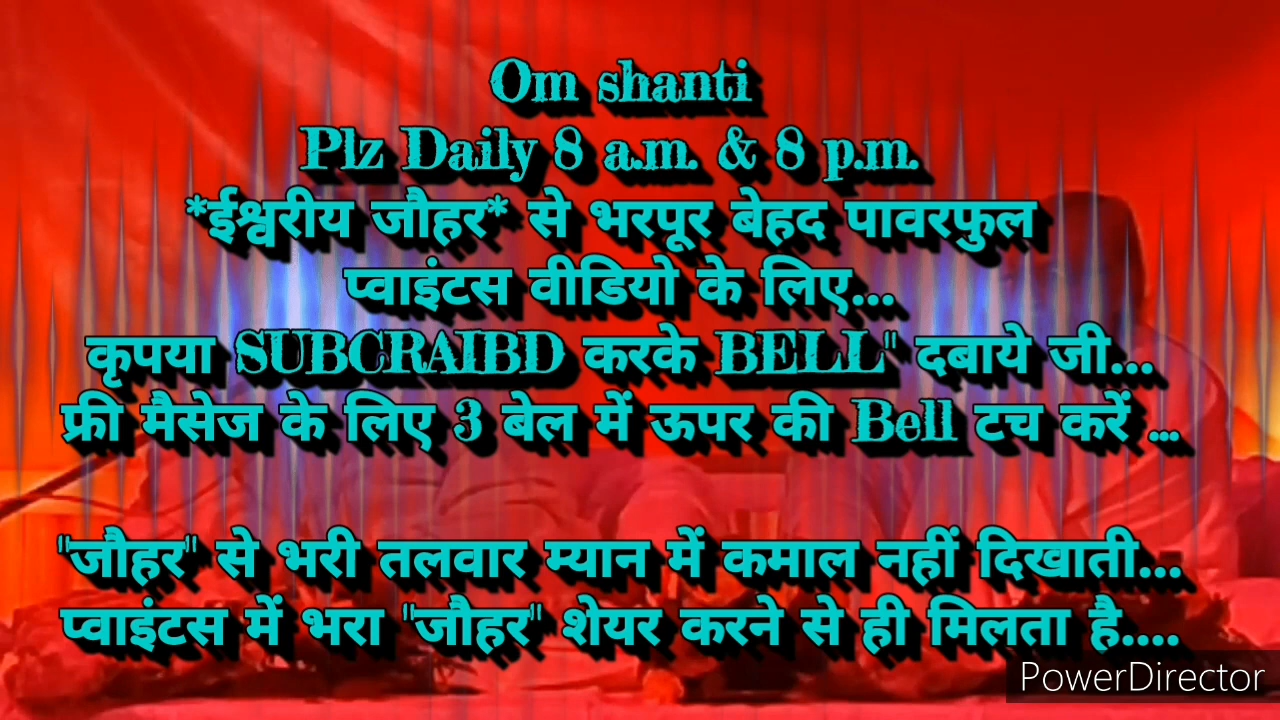 Om shanti
Plz Daily 8 a.m. & 8 p.m.
*ईश्वरीय जौहर* से भरपूर बेहद पावरफुल
प्वाइंटस वीडियो के लिए...
कृपया SUBCRAIBD करके BELL" दबाये जी...
फ्री मैसेज के लिए 3 बेल में ऊपर की Bell टच करें ...
"जौहर" से भरी तलवार म्यान में कमाल नहीं दिखाती...
प्वाइंटस में भरा "जौहर" शेयर करने से ही मिलता है....
PowerDirector